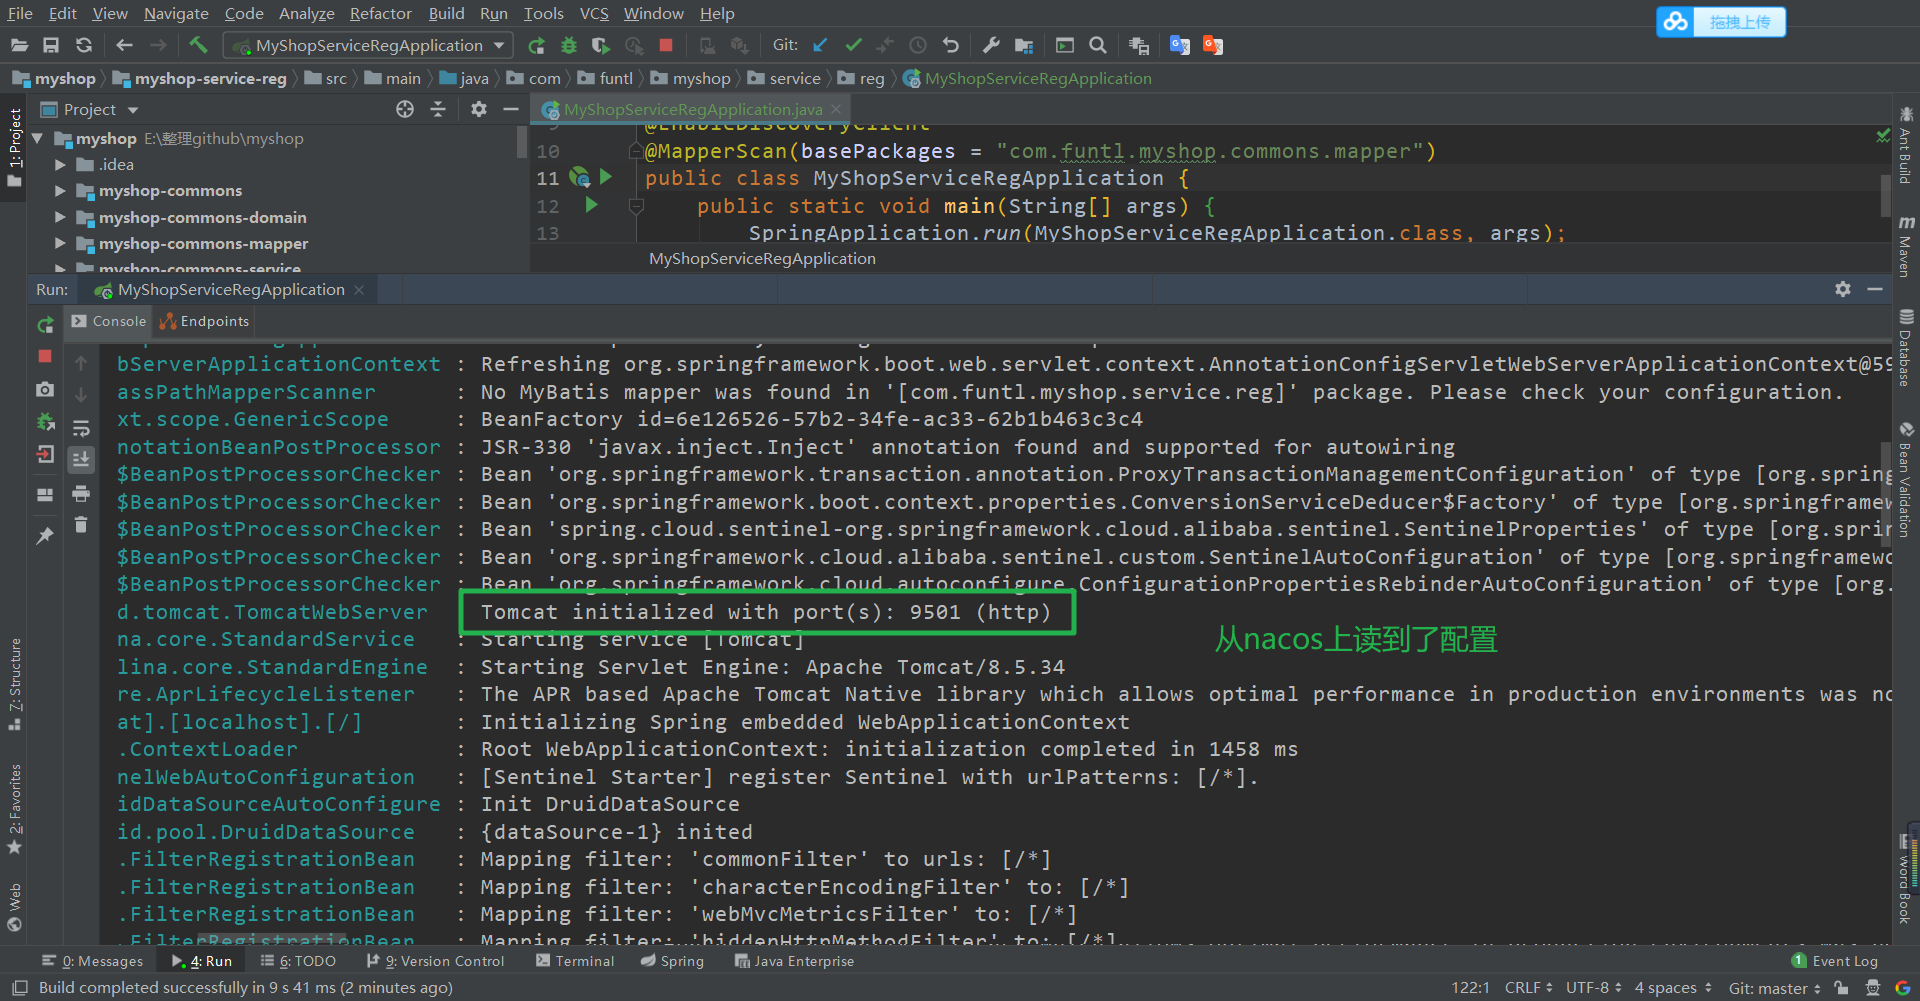 File Edit View Navigate Code Analyze Refactor Build Run Tools VCS Window Help
拖拽上传
MyShopServiceRegApplication Git:
myshop myshop-service-reg src main java com funtl myshop service reg MyShopServiceRegApplication
Project
MyShopServiceRegApplication.java
1: Project
myshop E:\整理github\myshop
.idea
myshop-commons
myshop-commons-domain
myshop-commons-mapper
myshop-commons-service
@EnableDiscoveryClient
10 @MapperScan(basePackages = "com.funtl.myshop.commons.mapper")
11 public class MyShopServiceRegApplication {
12 public static void main(String[] args) {
13 SpringApplication.run(MyShopServiceRegApplication.class, args);
MyShopServiceRegApplication
Ant Build
Maven
Database
Bean Validation
Word Book
Run: MyShopServiceRegApplication
Console Endpoints
bServerApplicationContext : Refreshing org.springframework.boot.web.servlet.context.AnnotationConfigServletWebServerApplicationContext@59
assPathMapperScanner : No MyBatis mapper was found in '[com.funtl.myshop.service.reg]' package. Please check your configuration.
xt.scope.GenericScope : BeanFactory id=6e126526-57b2-34fe-ac33-62b1b463c3c4
notationBeanPostProcessor : JSR-330 'javax.inject.Inject' annotation found and supported for autowiring
$BeanPostProcessorChecker : Bean 'org.springframework.transaction.annotation.ProxyTransactionManagementConfiguration' of type [org.spring
$BeanPostProcessorChecker : Bean 'org.springframework.boot.context.properties.ConversionServiceDeducer$Factory' of type [org.springframew
$BeanPostProcessorChecker : Bean 'spring.cloud.sentinel-org.springframework.cloud.alibaba.sentinel.SentinelProperties' of type [org.sprin
$BeanPostProcessorChecker : Bean 'org.springframework.cloud.alibaba.sentinel.custom.SentinelAutoConfiguration' of type [org.springframewo
$BeanPostProcessorChecker : Bean 'org.springframework.cloud.autoconfigure.ConfigurationPropertiesRebinderAutoConfiguration' of type [org.
d.tomcat.TomcatWebServer Tomcat initialized with port(s): 9501 (http)
na.core.StandardService : Starting service [Tomcat]
从nacos上读到了配置
lina.core.StandardEngine : Starting Servlet Engine: Apache Tomcat/8.5.34
re.AprLifecycleListener : The APR based Apache Tomcat Native library which allows optimal performance in production environments was no
at].[localhost].[/] : Initializing Spring embedded WebApplicationContext
.ContextLoader : Root WebApplicationContext: initialization completed in 1458 ms
nelWebAutoConfiguration : [Sentinel Starter] register Sentinel with urlPatterns: [/*].
idDataSourceAutoConfigure : Init DruidDataSource
id.pool.DruidDataSource : {dataSource-1} inited
.FilterRegistrationBean : Mapping filter: 'commonFilter' to urls: [/*]
.FilterRegistrationBean : Mapping filter: 'characterEncodingFilter' to: [/*]
.FilterRegistrationBean : Mapping filter: 'webMvcMetricsFilter' to: [/*]
.FilterRegistrationBean : Mapping filter: 'hiddenHttpMethodFilter' to: [/*]
7: Structure
2: Favorites
Web
0: Messages 4: Run 6: TODO 9: Version Control Terminal Spring Java Enterprise 1 Event Log
Build completed successfully in 9 s 41 ms (2 minutes ago) 122:1 CRLF UTF-8 4 spaces Git: master